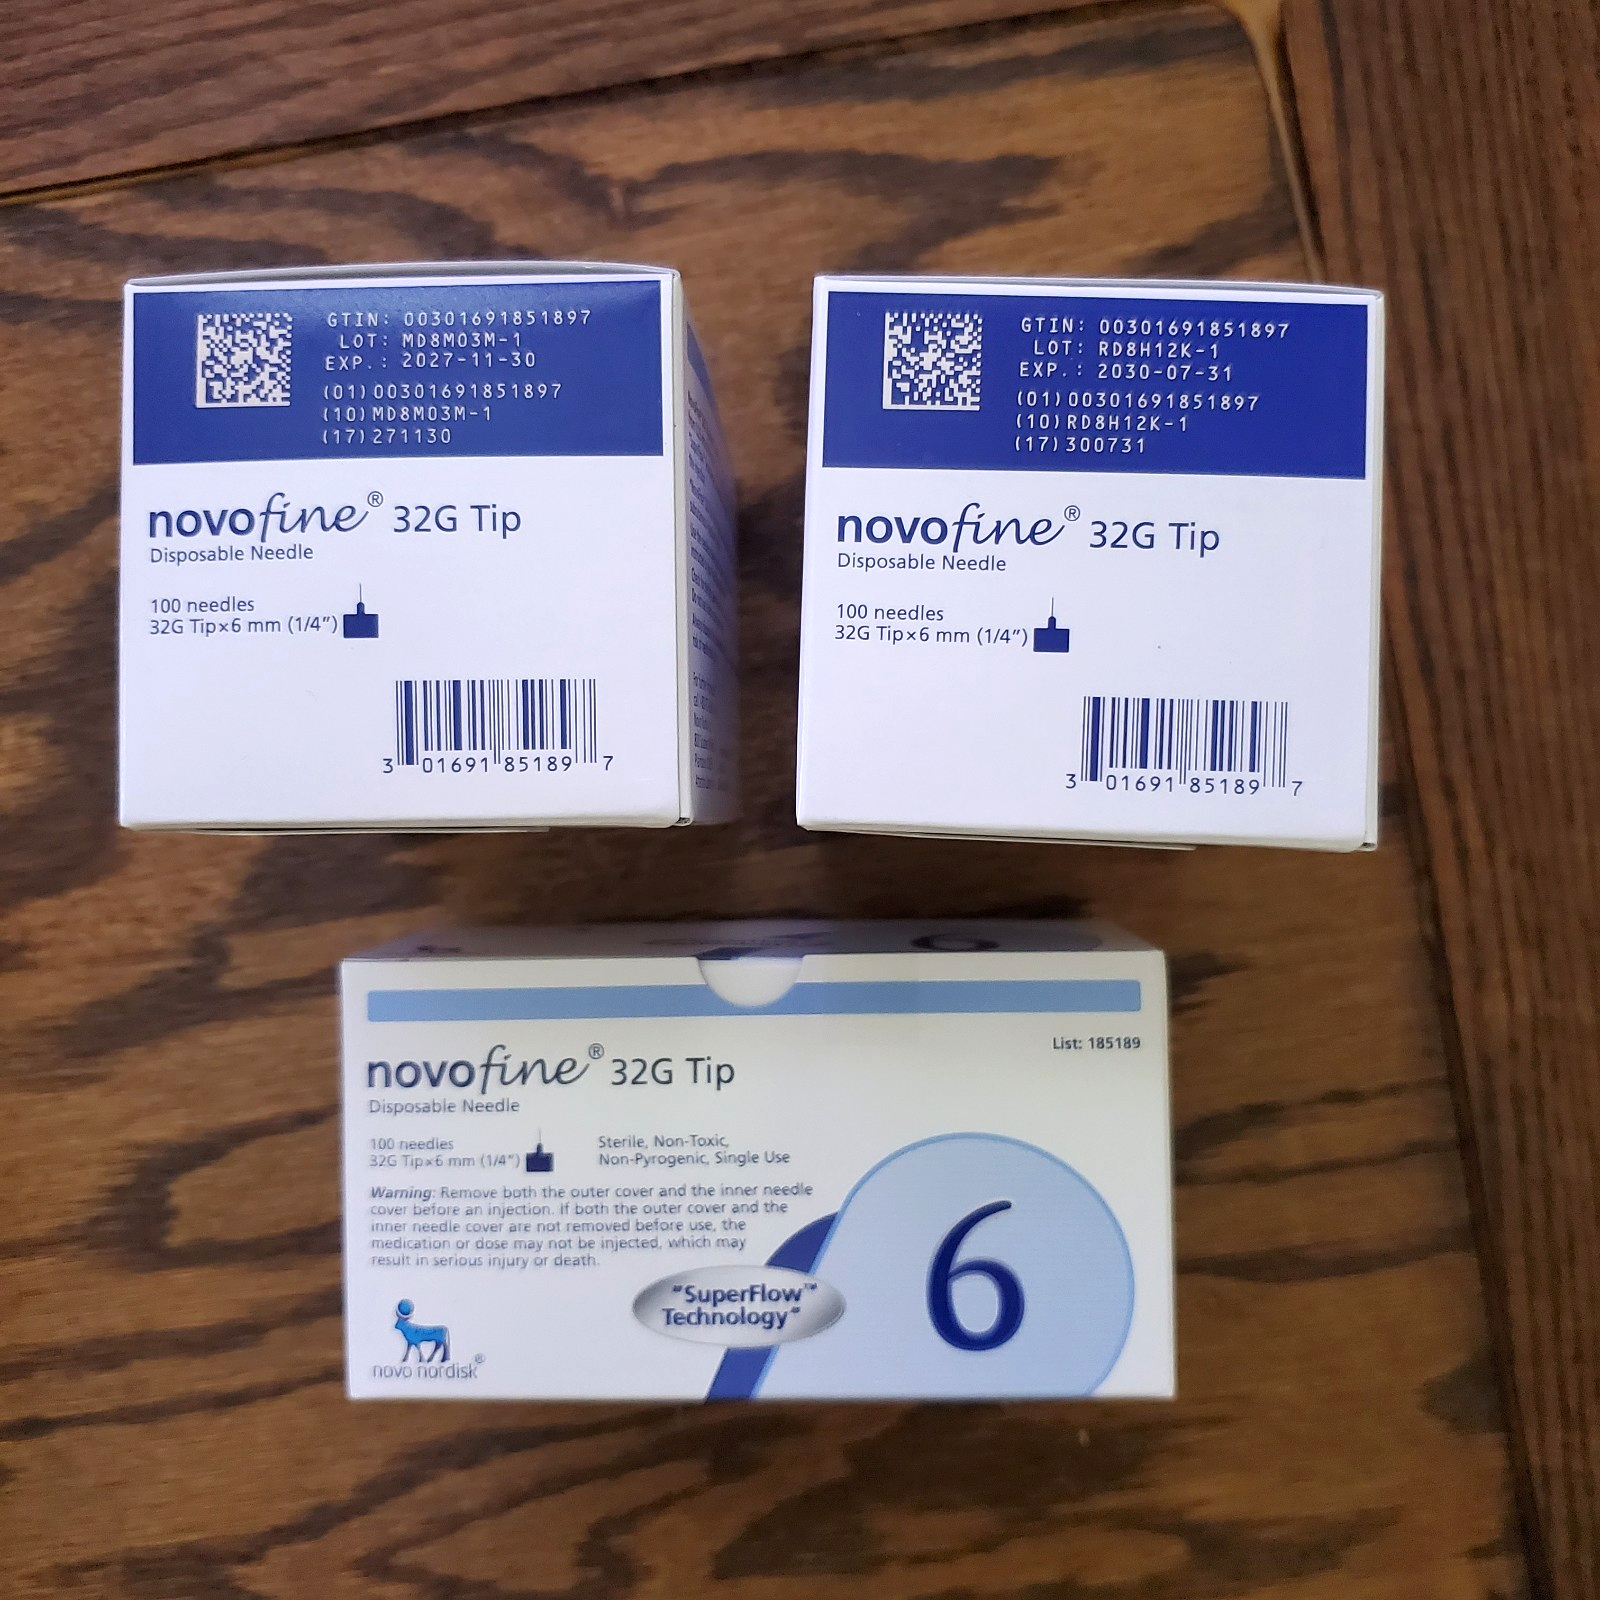 GTIN: 00301691851897
LOT: MD8M03M-1
EXP.: 2027-11-30
(01)00301691851897
(10)MD8M03M-1
(17)271130
novofine® 32G Tip
Disposable Needle
100 needles
32G Tip×6 mm (1/4")
3 01691 85189 7
GTIN: 00301691851897
LOT: RD8H12K-1
EXP.: 2030-07-31
(01)00301691851897
(10)RD8H12K-1
(17)300731
novofine® 32G Tip
Disposable Needle
100 needles
32G Tip×6 mm (1/4")
3 01691 85189 7
6
List: 185189
novofine® 32G Tip
Disposable Needle
100 needles
32G Tip×6 mm (1/4")
Sterile, Non-Toxic,
Non-Pyrogenic, Single Use
Warning: Remove both the outer cover and the inner needle
cover before an injection. If both the outer cover and the
inner needle cover are not removed before use, the
medication or dose may not be injected, which may
result in serious injury or death.
"SuperFlow™
Technology"
6
novo nordisk®